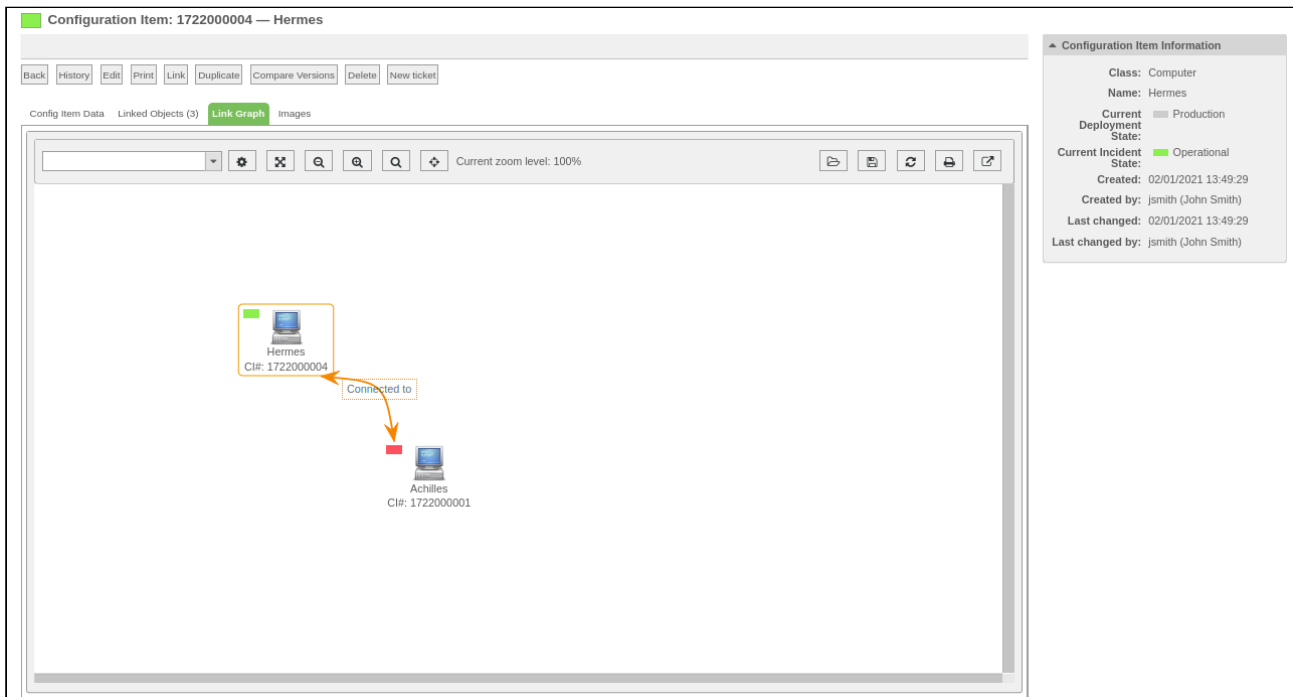 Configuration Item: 1722000004 — Hermes
Back History Edit Print Link Duplicate Compare Versions Delete New ticket
Config Item Data Linked Objects (3) Link Graph Images
Current zoom level: 100%
Hermes
CI#: 1722000004
Connected to
Achilles
CI#: 1722000001
Configuration Item Information
Class: Computer
Name: Hermes
Current Production
Deployment
State:
Current Incident Operational
State:
Created: 02/01/2021 13:49:29
Created by: jsmith (John Smith)
Last changed: 02/01/2021 13:49:29
Last changed by: jsmith (John Smith)